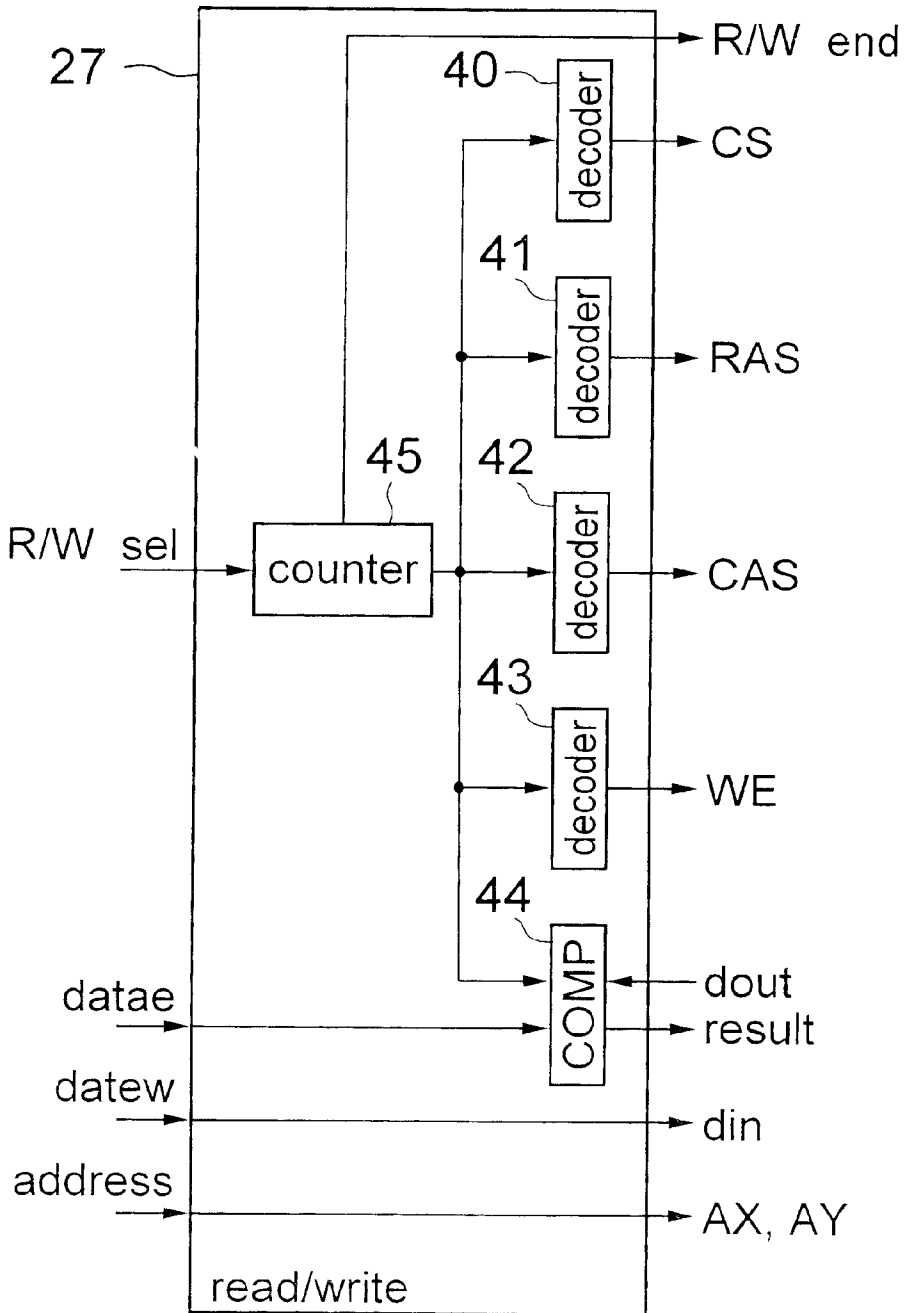 R/W end
27
40
decoder
CS
41
decoder
RAS
45
42
R/W sel
counter
decoder
CAS
43
decoder
WE
44
COMP
dout
datae
result
datew
din
address
AX, AY
read/write